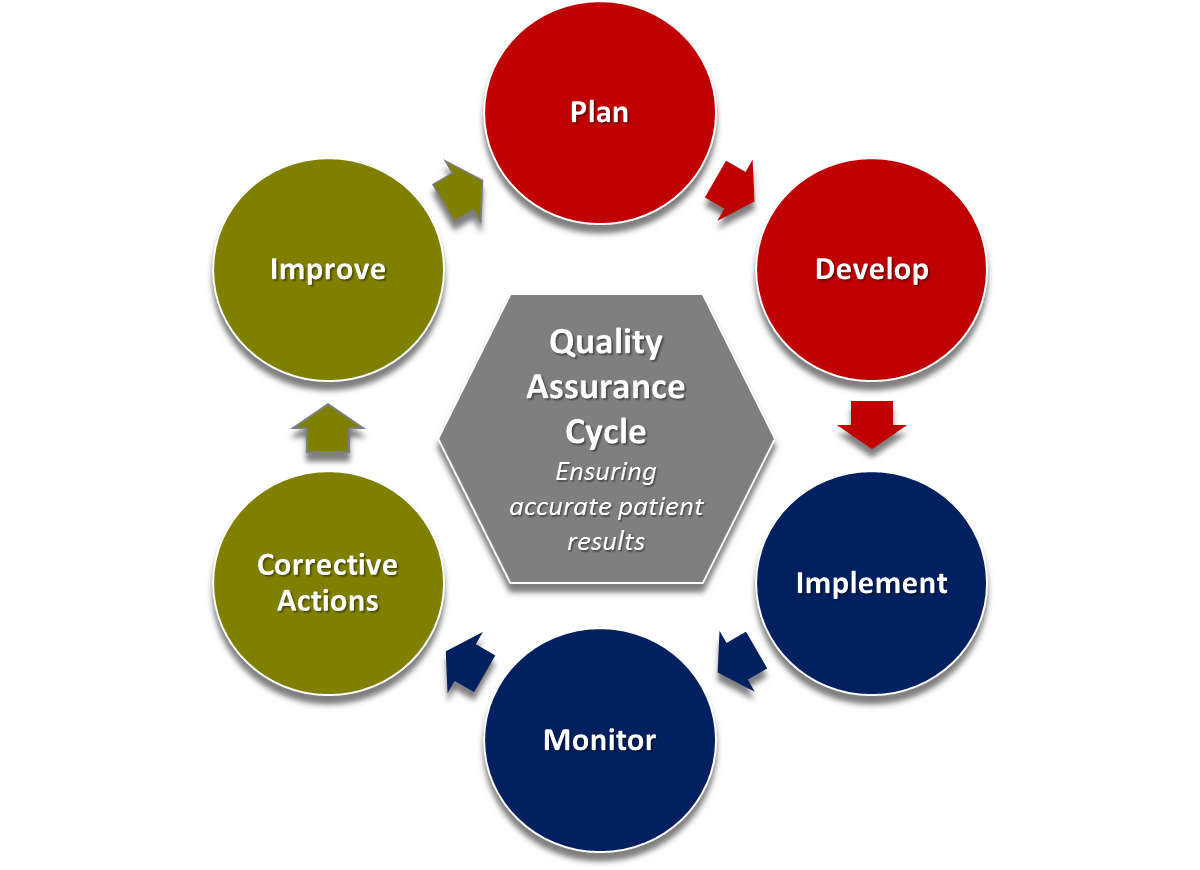 Plan
Improve
Develop
Quality
Assurance
Cycle
Ensuring
accurate patient
results
Corrective
Actions
Implement
Monitor